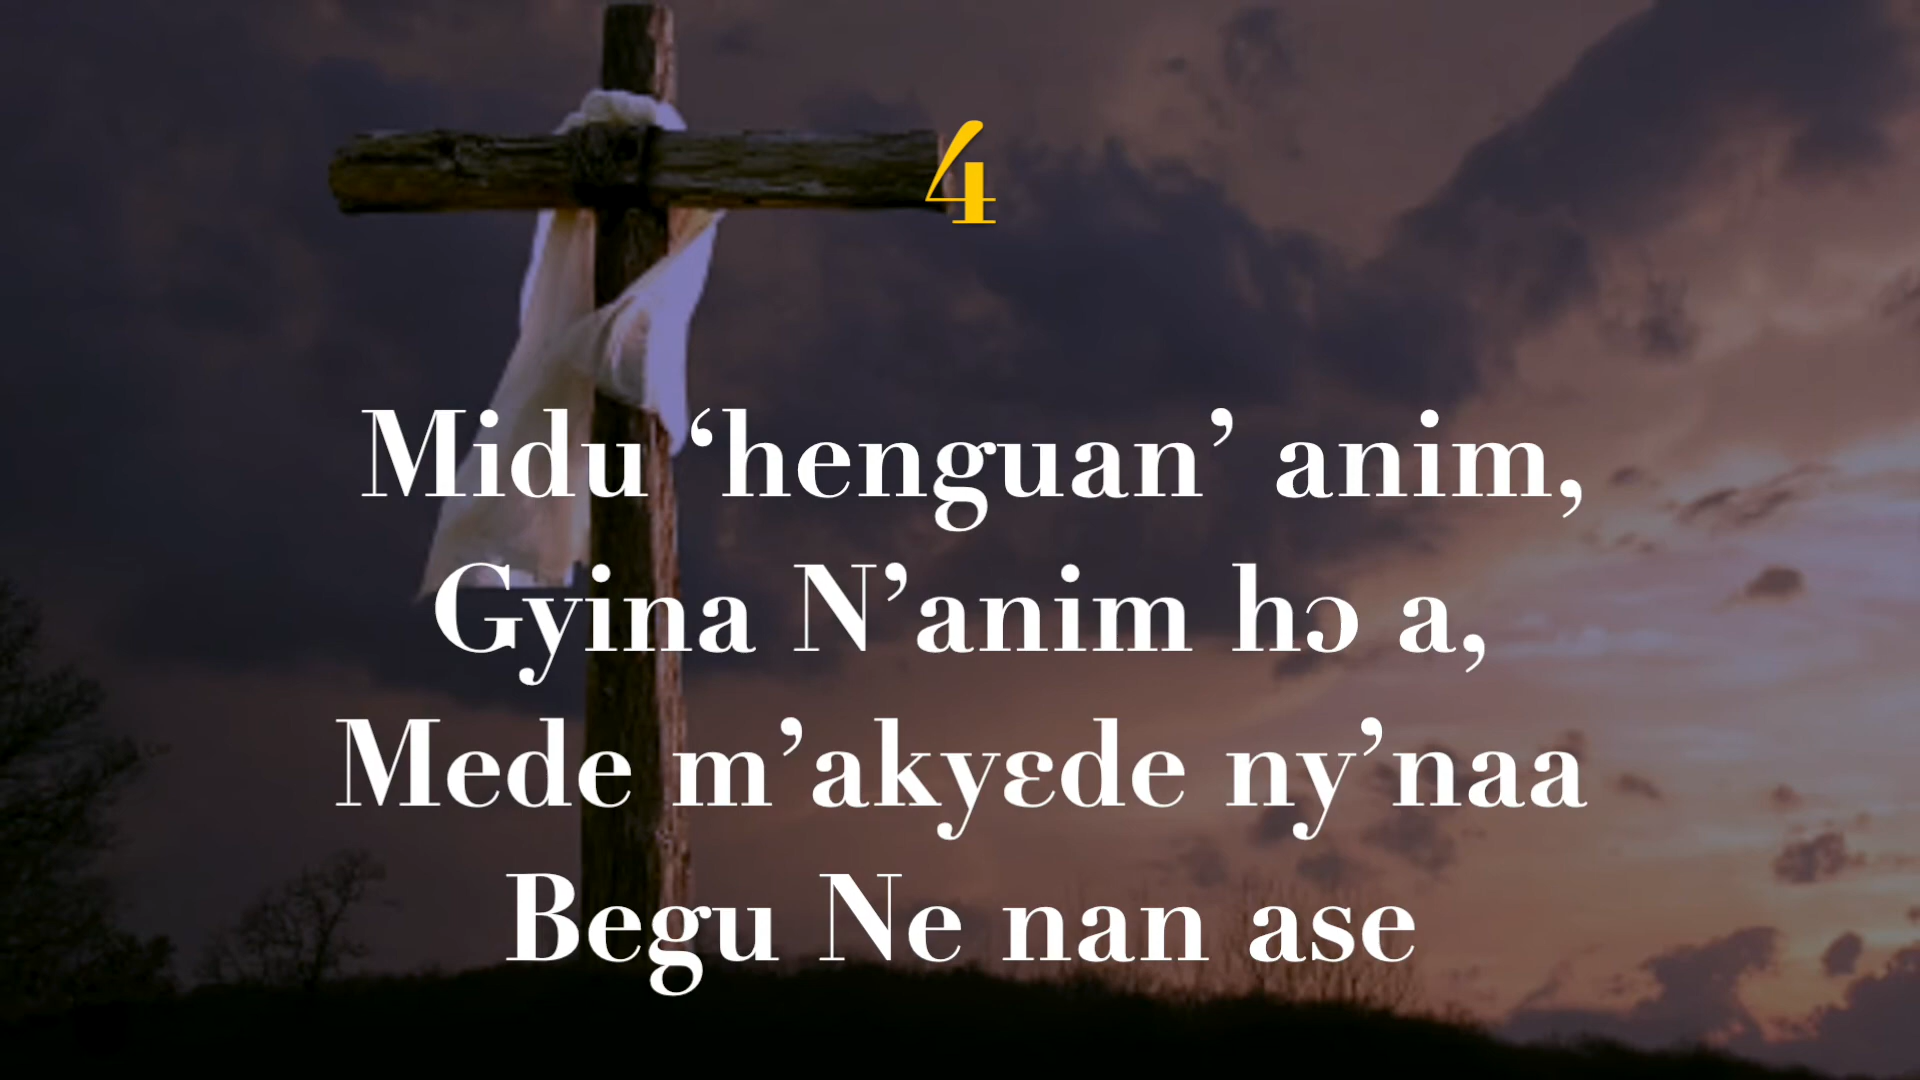 4
Midu ‘henguan’ anim,
Gyina N’anim hɔ a,
Mede m’akyɛde ny’naa
Begu Ne nan ase